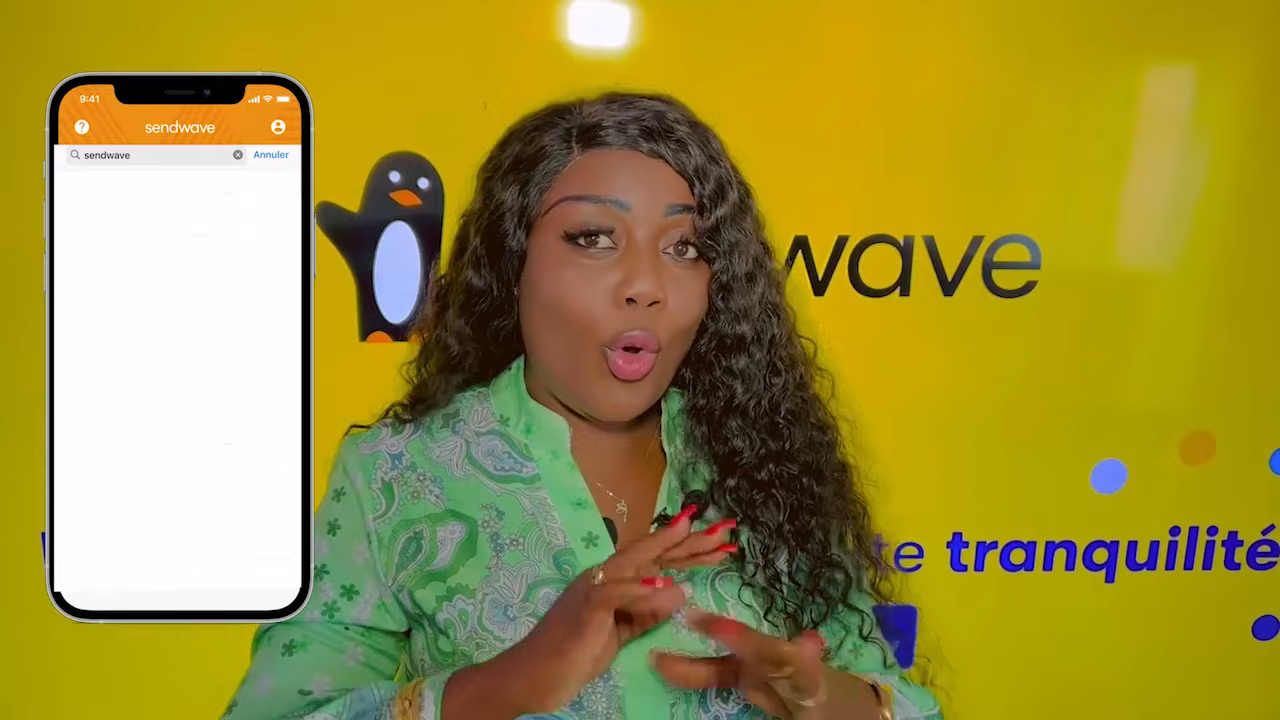 9:41
sendwave
sendwave
Annuler
wave
te tranquilité